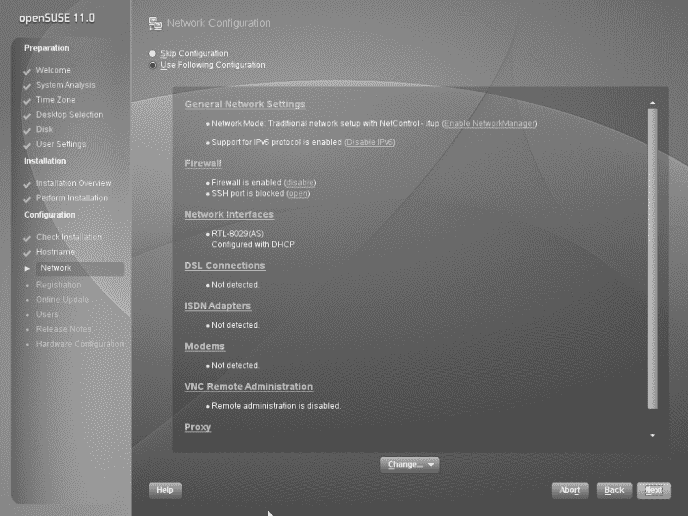 openSUSE 11.0
Preparation
Welcome
System Analysis
Time Zone
Desktop Selection
Disk
User Settings
Installation
Installation Overview
Perform Installation
Configuration
Check Installation
Hostname
Network
Registration
Online Update
Users
Release Notes
Hardware Configuration
Network Configuration
Skip Configuration
Use Following Configuration
General Network Settings
Network Mode: Traditional network setup with NetControl - ifup (Enable NetworkManager)
Support for IPv6 protocol is enabled (Disable IPv6)
Firewall
Firewall is enabled (disable)
SSH port is blocked (open)
Network Interfaces
RTL-8029(AS)
Configured with DHCP
DSL Connections
Not detected.
ISDN Adapters
Not detected.
Modems
Not detected.
VNC Remote Administration
Remote administration is disabled.
Proxy
Change...
Help
Abort
Back
Next